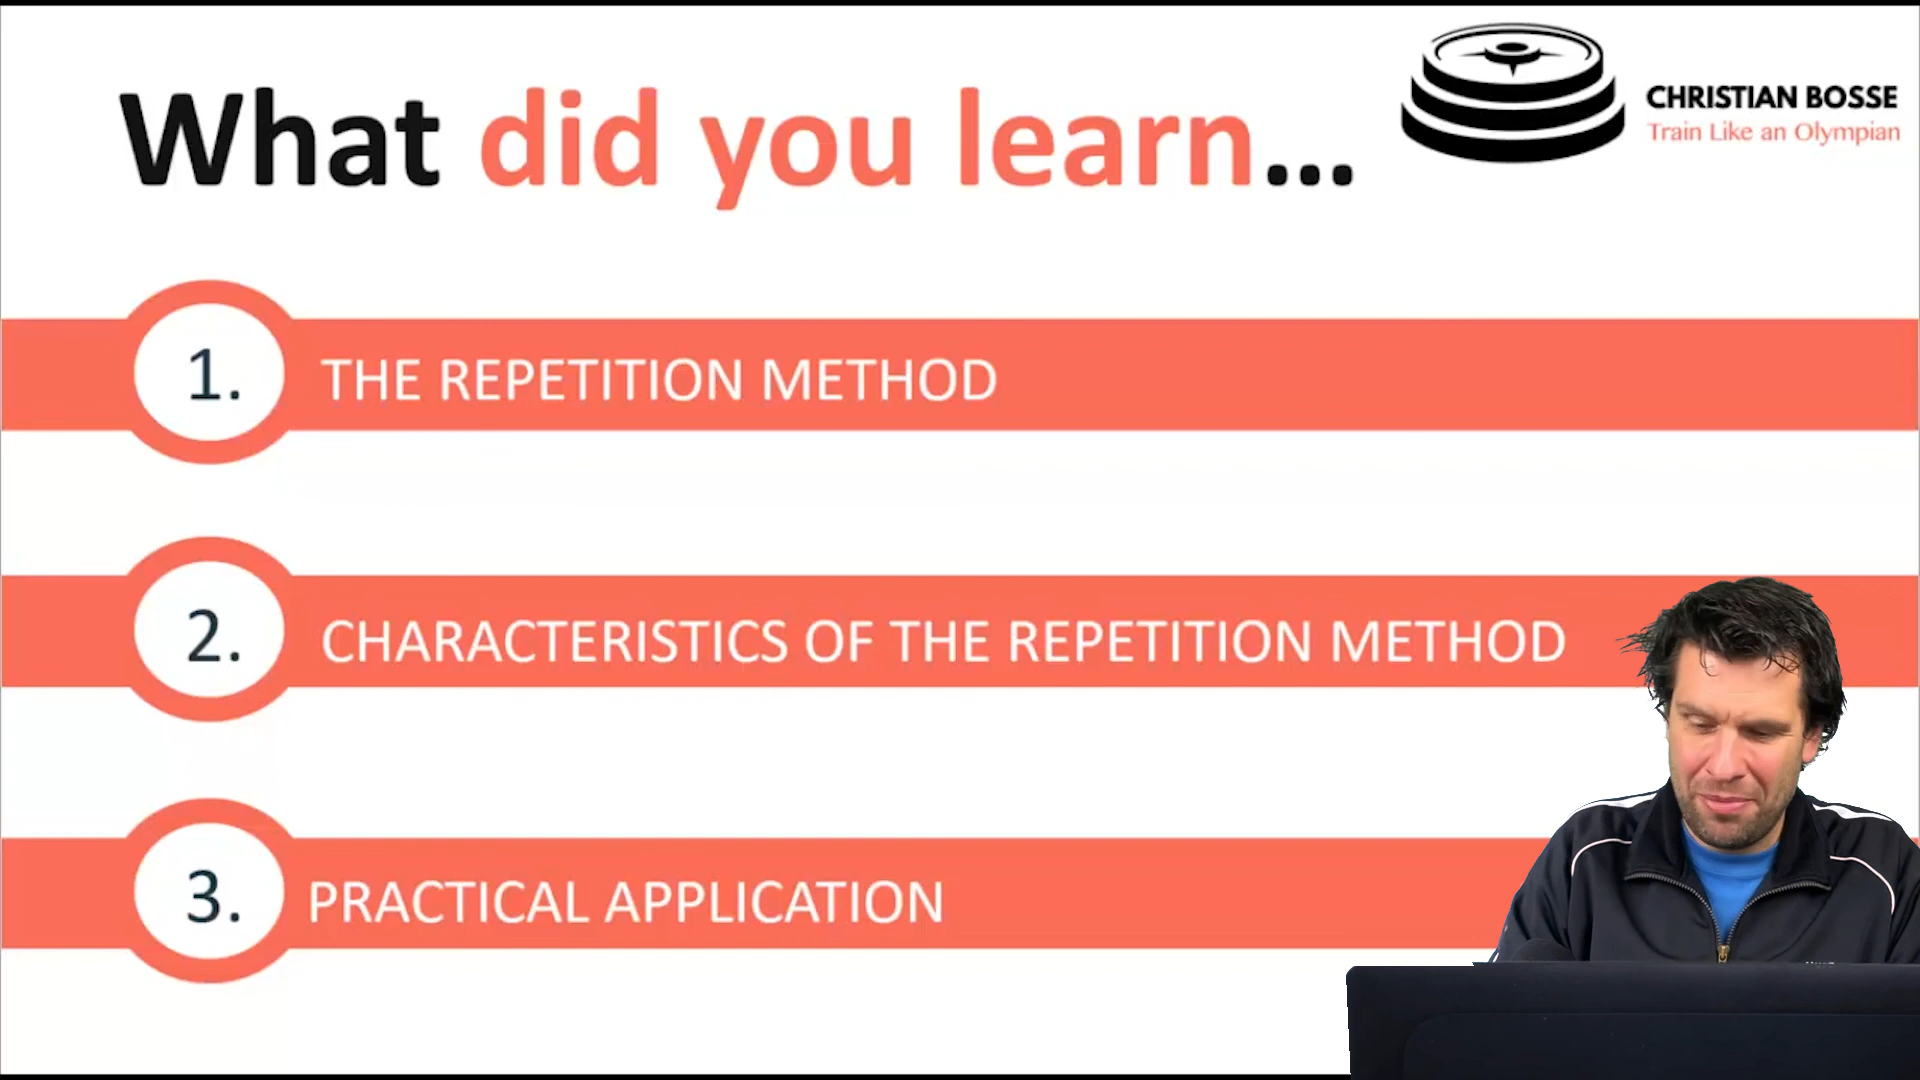 What did you learn...
CHRISTIAN BOSSE
Train Like an Olympian
1. THE REPETITION METHOD
2. CHARACTERISTICS OF THE REPETITION METHOD
3. PRACTICAL APPLICATION